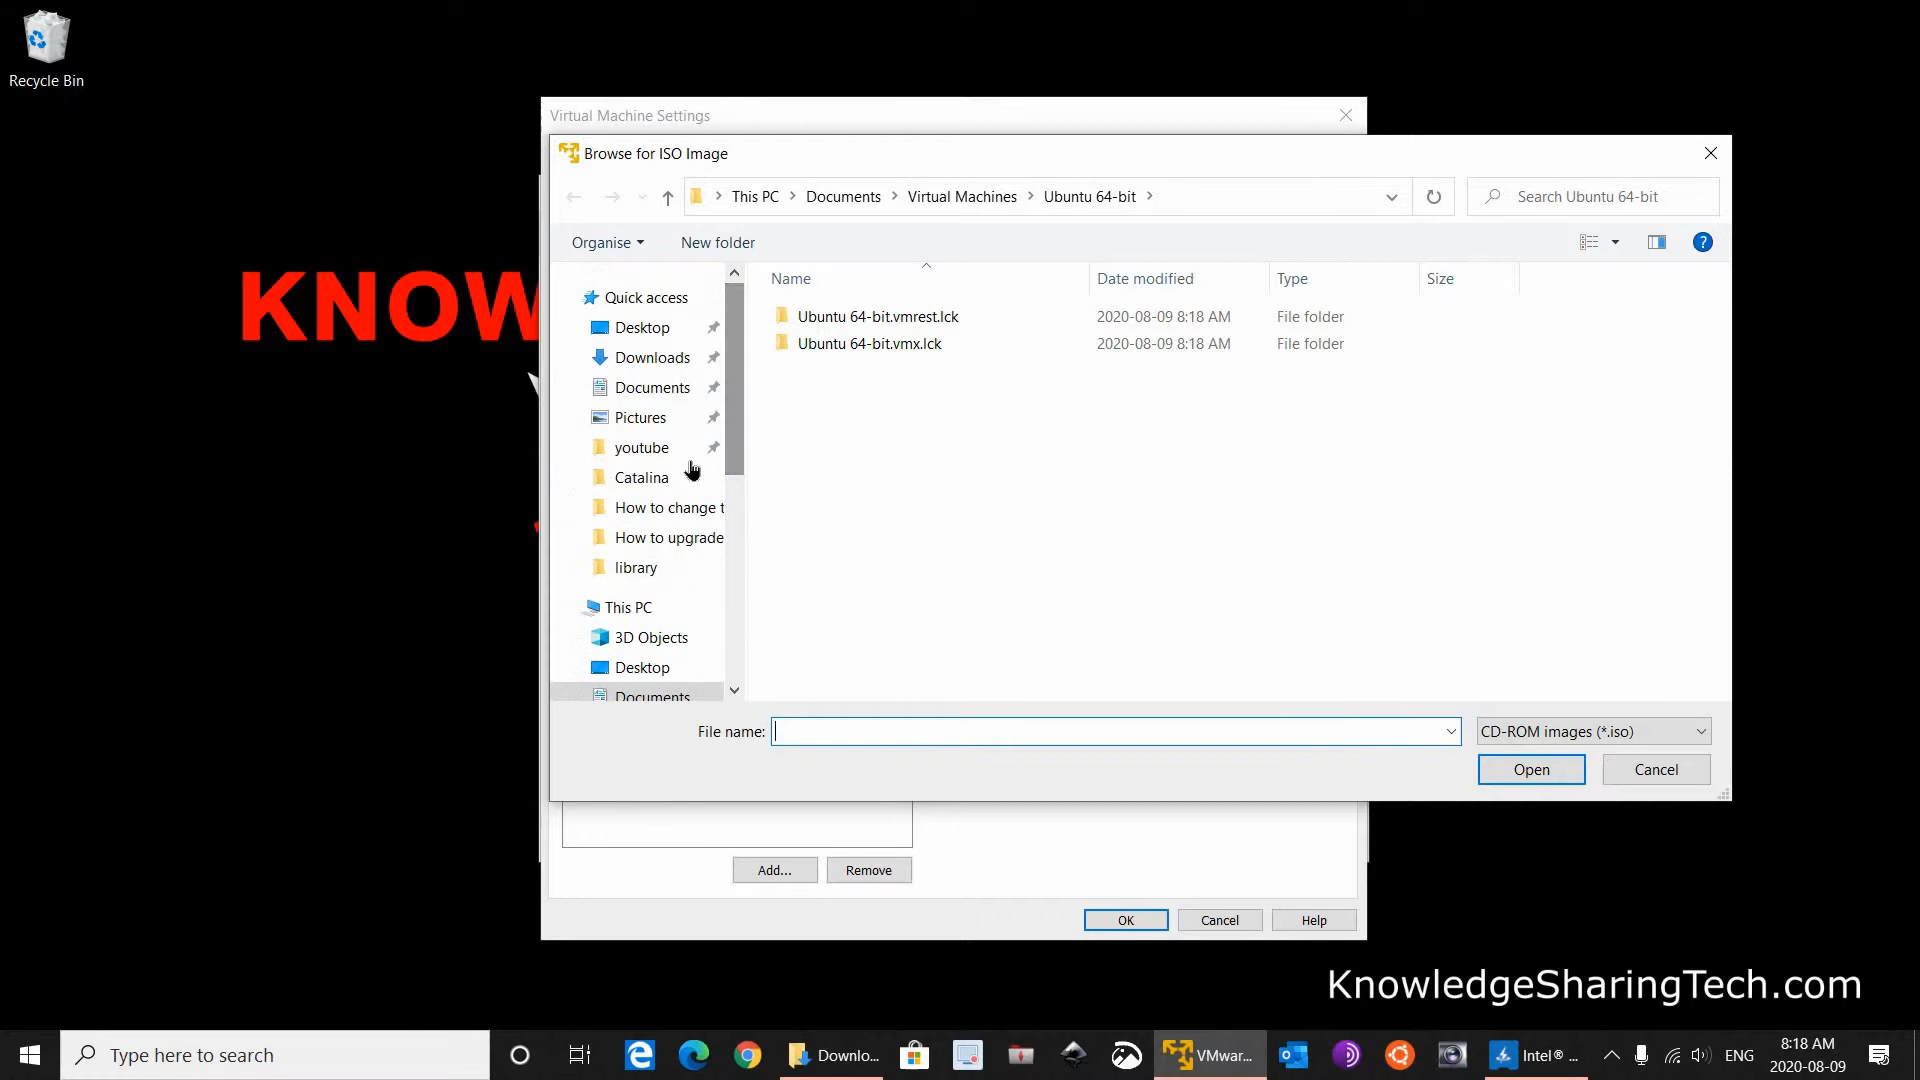 Recycle Bin
KNOW
Virtual Machine Settings
Browse for ISO Image
This PC
Documents
Virtual Machines
Ubuntu 64-bit
Search Ubuntu 64-bit
Organise
New folder
?
Name
Date modified
Type
Size
Ubuntu 64-bit.vmrest.lck
2020-08-09 8:18 AM
File folder
Ubuntu 64-bit.vmx.lck
2020-08-09 8:18 AM
File folder
Quick access
Desktop
Downloads
Documents
Pictures
youtube
Catalina
How to change t
How to upgrade
library
This PC
3D Objects
Desktop
Documents
File name:
CD-ROM images (*.iso)
Open
Cancel
Add...
Remove
OK
Cancel
Help
KnowledgeSharingTech.com
Type here to search
Downlo...
VMwar...
Intel® ...
ENG
8:18 AM
2020-08-09